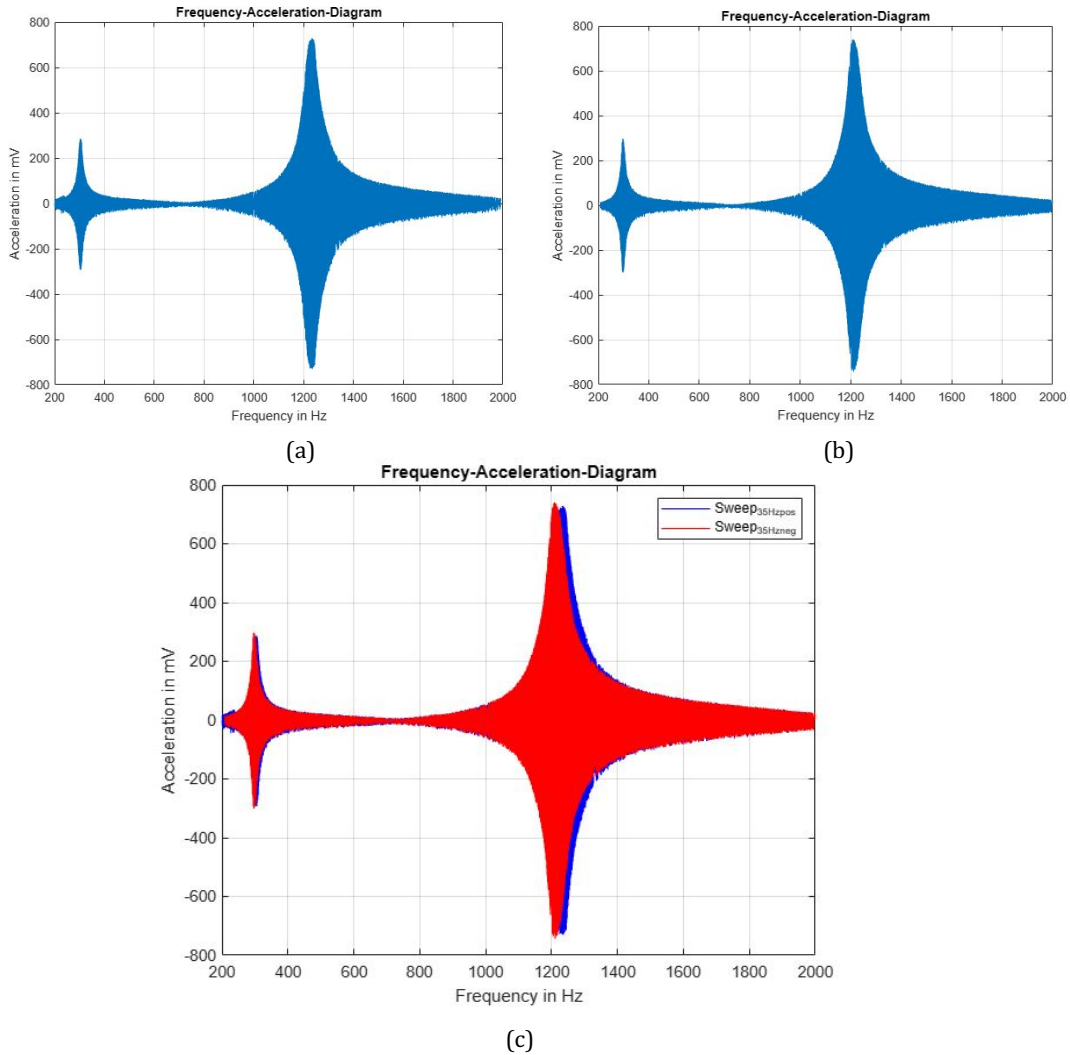 Frequency-Acceleration-Diagram
800
600
400
200
0
-200
-400
-600
-800
Acceleration in mV
200 400 600 800 1000 1200 1400 1600 1800 2000
Frequency in Hz
(a)
Frequency-Acceleration-Diagram
800
600
400
200
0
-200
-400
-600
-800
Acceleration in mV
200 400 600 800 1000 1200 1400 1600 1800 2000
Frequency in Hz
(b)
Frequency-Acceleration-Diagram
Sweep35Hzpos
Sweep35Hzneg
800
600
400
200
0
-200
-400
-600
-800
Acceleration in mV
200 400 600 800 1000 1200 1400 1600 1800 2000
Frequency in Hz
(c)